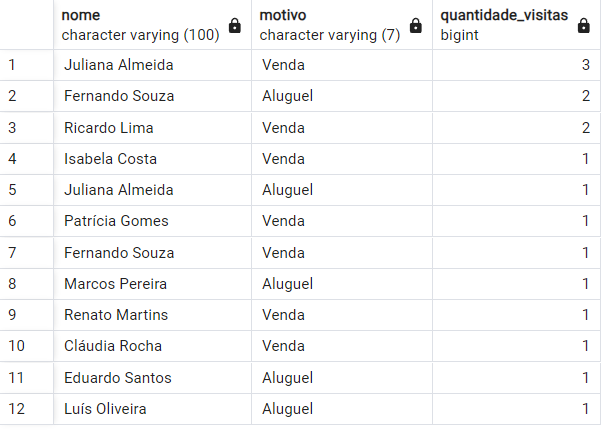 nome motivo quantidade_visitas
character varying (100) character varying (7) bigint
1 Juliana Almeida Venda 3
2 Fernando Souza Aluguel 2
3 Ricardo Lima Venda 2
4 Isabela Costa Venda 1
5 Juliana Almeida Aluguel 1
6 Patrícia Gomes Venda 1
7 Fernando Souza Venda 1
8 Marcos Pereira Aluguel 1
9 Renato Martins Venda 1
10 Cláudia Rocha Venda 1
11 Eduardo Santos Aluguel 1
12 Luís Oliveira Aluguel 1